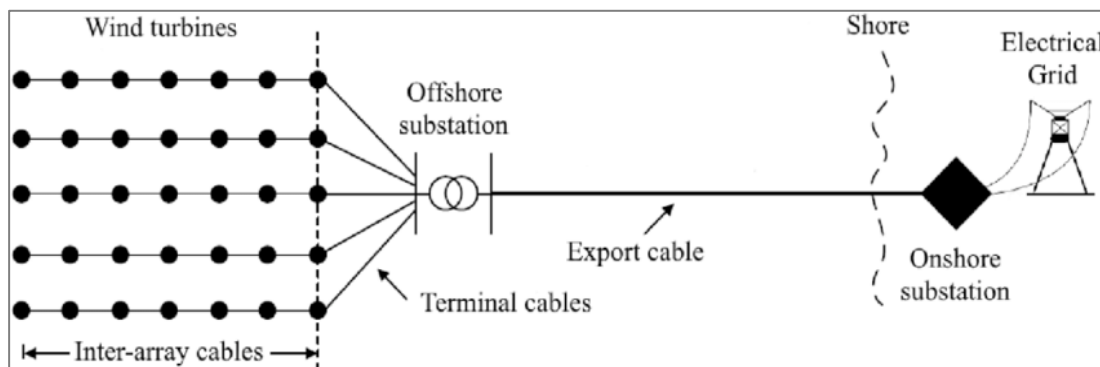 Wind turbines
Offshore
substation
Shore
Electrical
Grid
Export cable
Terminal cables
Onshore
substation
Inter-array cables